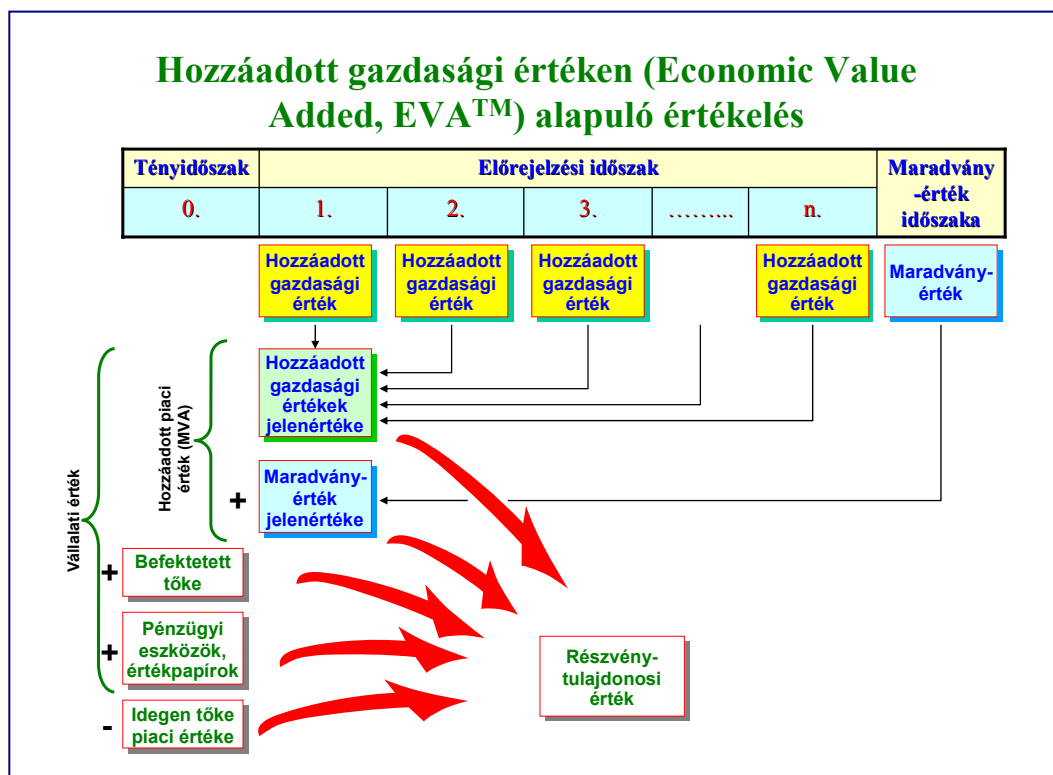 Hozzáadott gazdasági értéken (Economic Value
Added, EVA™) alapuló értékelés
Tényidőszak
Előrejelzési időszak
Maradvány
-érték
időszaka
0.
1.
2.
3.
………...
n.
Hozzáadott
gazdasági
érték
Hozzáadott
gazdasági
érték
Hozzáadott
gazdasági
érték
Hozzáadott
gazdasági
érték
Maradvány-
érték
Hozzáadott
gazdasági
értékek
jelenértéke
Hozzáadott piaci
érték (MVA)
Vállalati érték
+
Maradvány-
érték
jelenértéke
+
Befektetett
tőke
+
Pénzügyi
eszközök,
értékpapírok
-
Idegen tőke
piaci értéke
Részvény-
tulajdonosi
érték